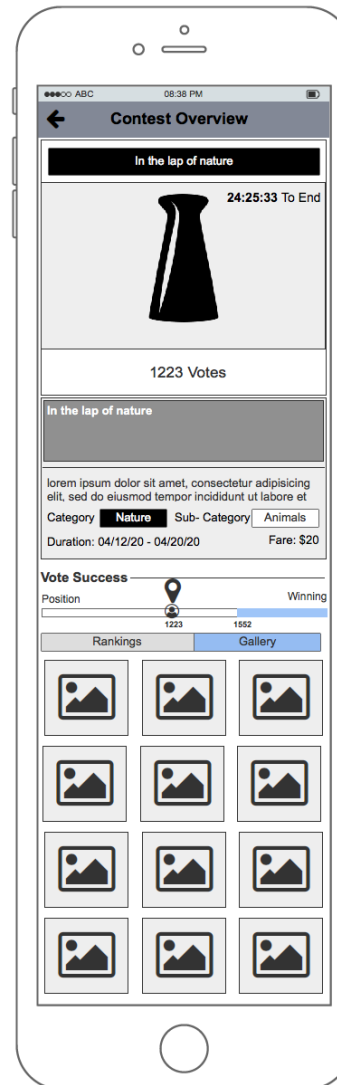 ABC 08:38 PM
Contest Overview
In the lap of nature
24:25:33 To End
1223 Votes
In the lap of nature
lorem ipsum dolor sit amet, consectetur adipisicing
elit, sed do eiusmod tempor incididunt ut labore et
Category Nature Sub- Category Animals
Duration: 04/12/20 - 04/20/20 Fare: $20
Vote Success
Position Winning
1223 1552
Rankings Gallery